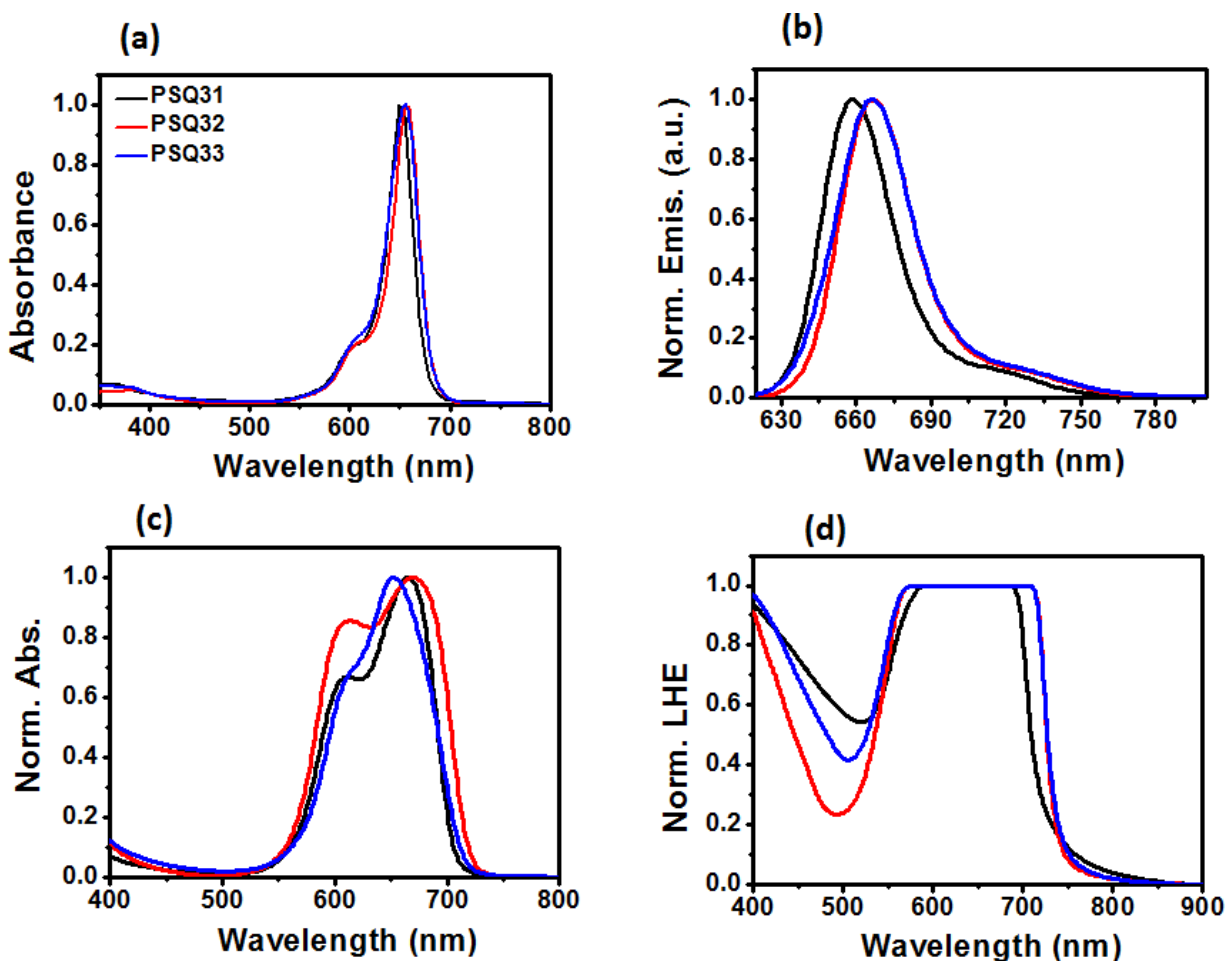 (a)
PSQ31
PSQ32
PSQ33
1.0
0.8
0.6
0.4
0.2
0.0
Absorbance
400 500 600 700 800
Wavelength (nm)
(b)
1.0
0.8
0.6
0.4
0.2
0.0
Norm. Emis. (a.u.)
630 660 690 720 750 780
Wavelength (nm)
(c)
1.0
0.8
0.6
0.4
0.2
0.0
Norm. Abs.
400 500 600 700 800
Wavelength (nm)
(d)
1.0
0.8
0.6
0.4
0.2
0.0
Norm. LHE
400 500 600 700 800 900
Wavelength (nm)